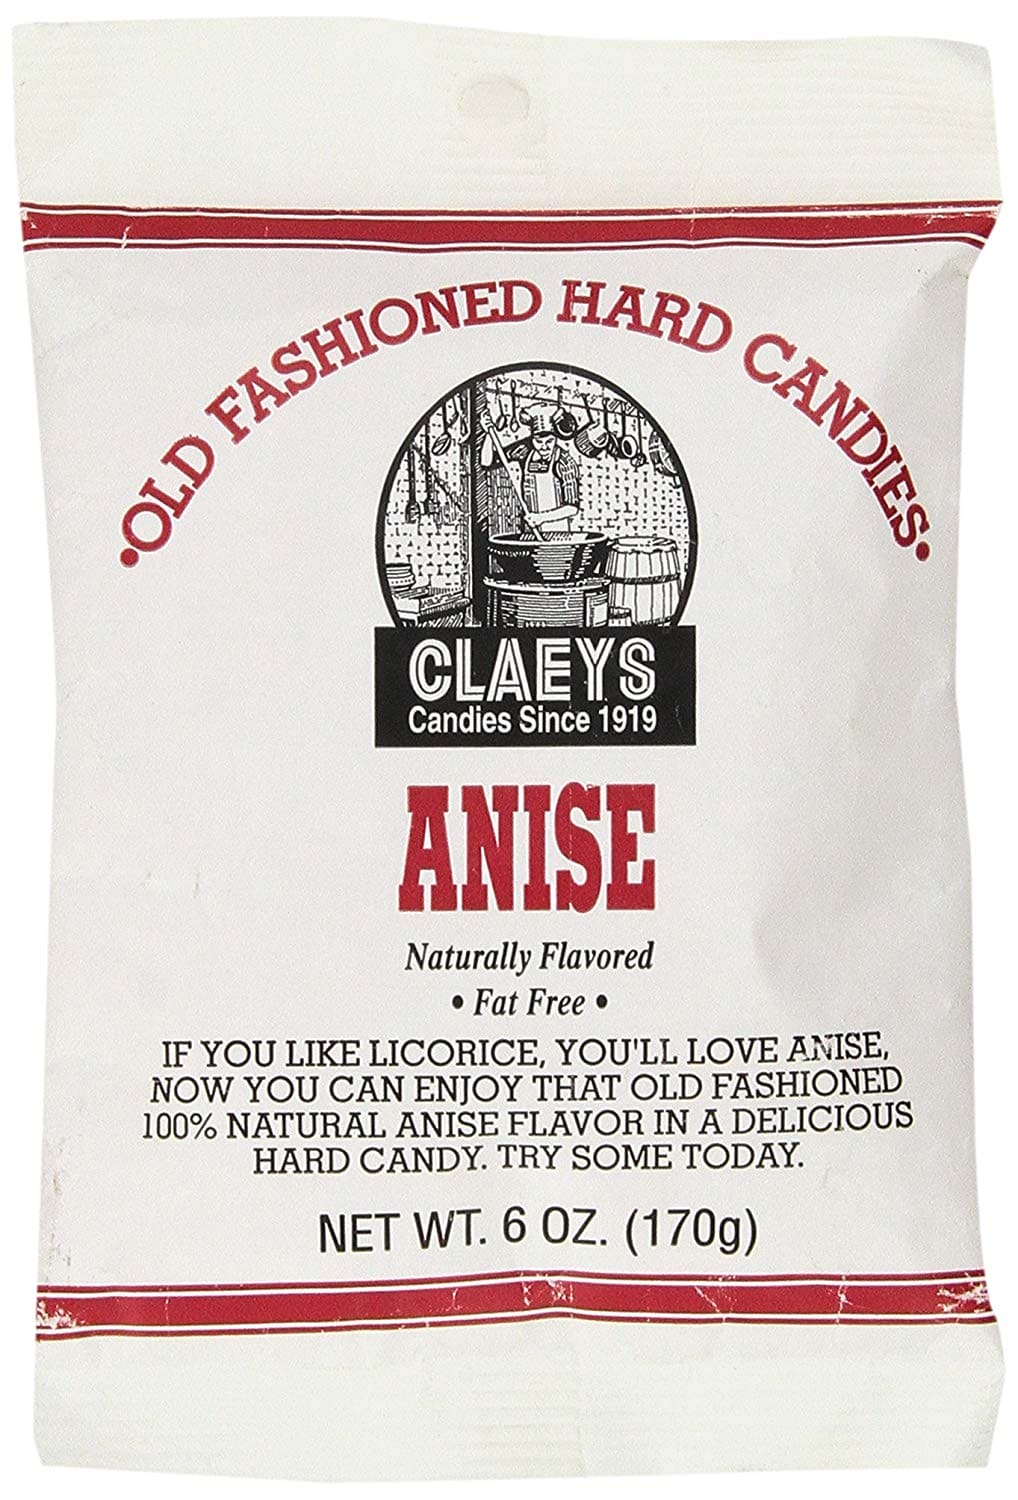 •OLD FASHIONED HARD CANDIES•
CLAEYS
Candies Since 1919
ANISE
Naturally Flavored
• Fat Free •
IF YOU LIKE LICORICE, YOU'LL LOVE ANISE,
NOW YOU CAN ENJOY THAT OLD FASHIONED
100% NATURAL ANISE FLAVOR IN A DELICIOUS
HARD CANDY. TRY SOME TODAY.
NET WT. 6 OZ. (170g)